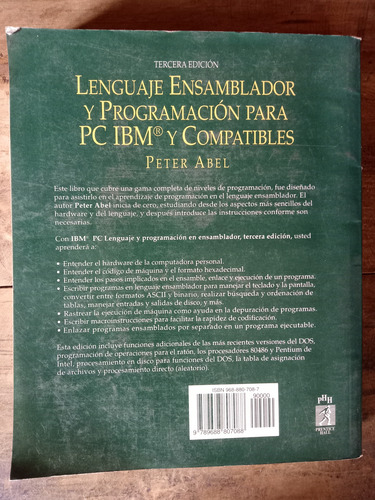 TERCERA EDICIÓN
LENGUAJE ENSAMBLADOR
Y PROGRAMACIÓN PARA
PC IBM® Y COMPATIBLES
PETER ABEL
Este libro que cubre una gama completa de niveles de programación, fue diseñado
para asistirlo en el aprendizaje de programación en el lenguaje ensamblador. El
autor Peter Abel inicia de cero, estudiando desde los aspectos más sencillos del
hardware y del lenguaje, y después introduce las instrucciones conforme son
necesarias.
Con IBM® PC Lenguaje y programación en ensamblador, tercera edición, usted
aprenderá a:
• Entender el hardware de la computadora personal.
• Entender el código de máquina y el formato hexadecimal.
• Entender los pasos implicados en el ensamble, enlace y ejecución de un programa.
• Escribir programas en lenguaje ensamblador para manejar el teclado y la pantalla,
convertir entre formatos ASCII y binario, realizar búsqueda y ordenación de
tablas, manejar entradas y salidas de disco, y más.
• Rastrear la ejecución de máquina como ayuda en la depuración de programas.
• Escribir macroinstrucciones para facilitar la rapidez de codificación.
• Enlazar programas ensamblados por separado en un programa ejecutable.
Esta edición incluye funciones adicionales de las más recientes versiones del DOS,
programación de operaciones para el ratón, los procesadores 80486 y Pentium de
Intel, procesamiento en disco para funciones del DOS, la tabla de asignación
de archivos y procesamiento directo (aleatorio).
ISBN 968-880-708-7
90000
9 789688 807088
PHH
PRENTICE
HALL